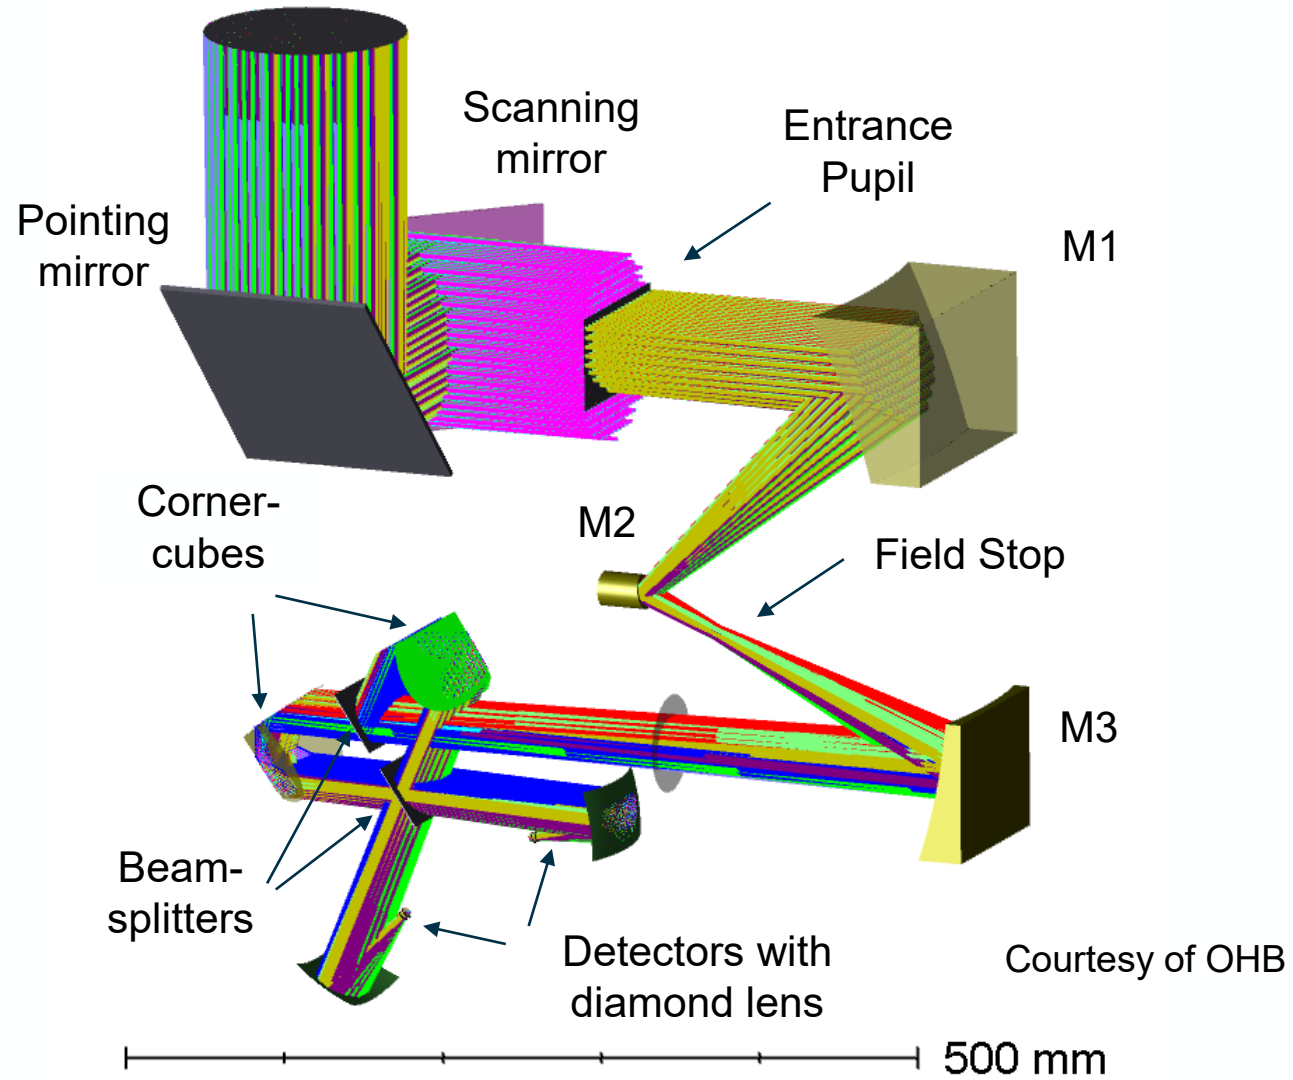 Scanning
mirror
Entrance
Pupil
Pointing
mirror
M1
Corner-
cubes
M2
Field Stop
M3
Beam-
splitters
Detectors with
diamond lens
Courtesy of OHB
500 mm